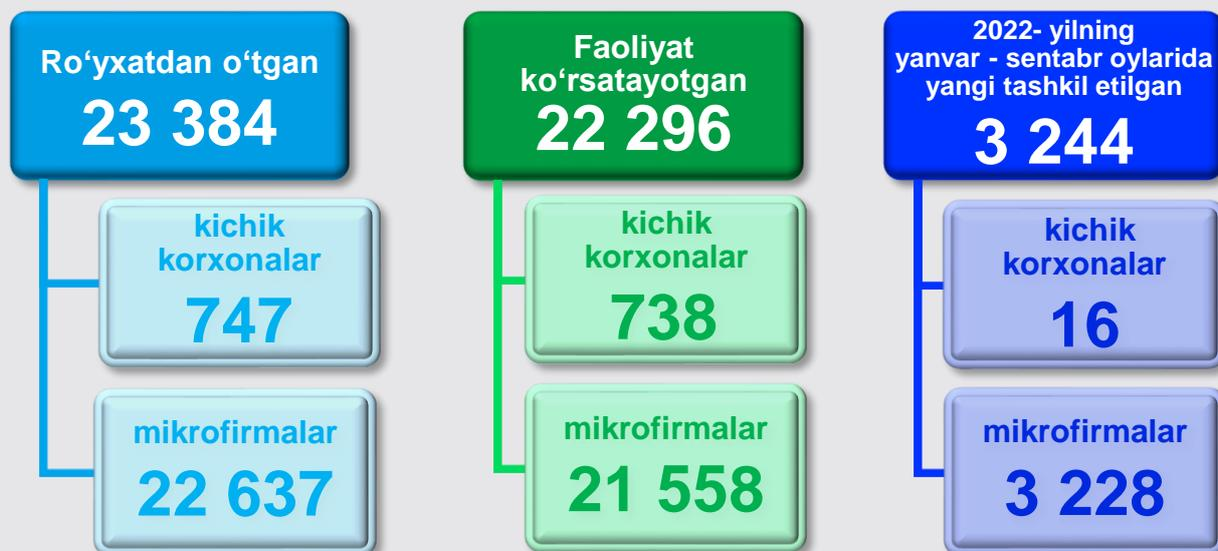 Ro‘yxatdan o‘tgan
23 384
kichik
korxonalar
747
mikrofirmalar
22 637
Faoliyat
ko‘rsatayotgan
22 296
kichik
korxonalar
738
mikrofirmalar
21 558
2022- yilning
yanvar - sentabr oylarida
yangi tashkil etilgan
3 244
kichik
korxonalar
16
mikrofirmalar
3 228